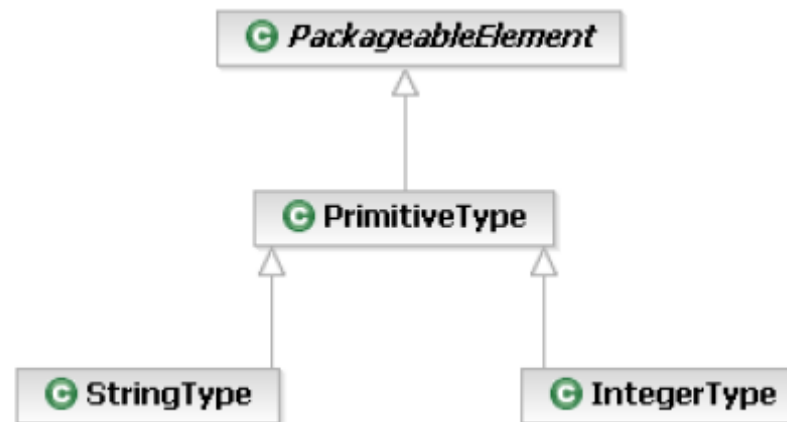 C PackageableElement
C PrimitiveType
C StringType
C IntegerType